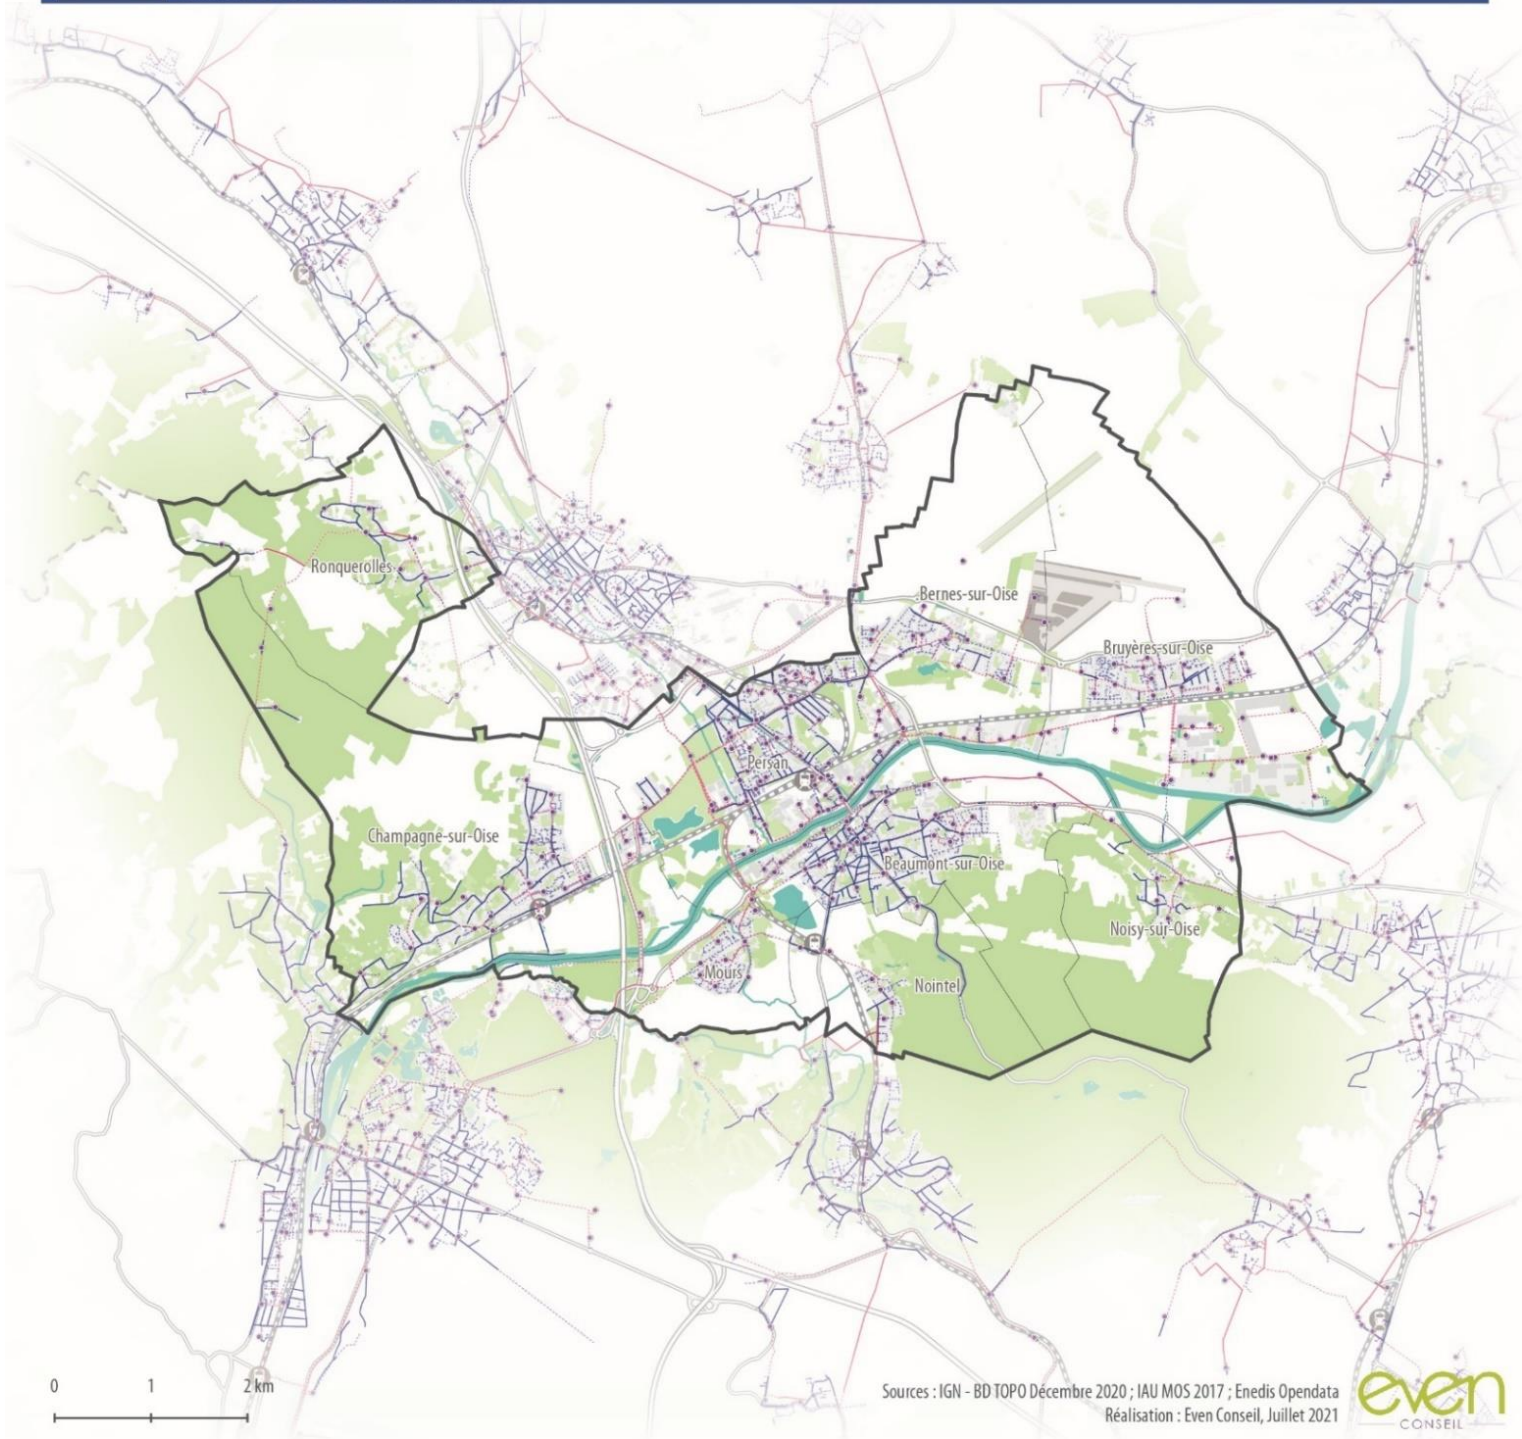 Ronquerolles
Bernes-sur-Oise
Bruyères-sur-Oise
Persan
Champagne-sur-Oise
Beaumont-sur-Oise
Noisy-sur-Oise
Mours
Nointel
0 1 2 km
Sources : IGN - BD TOPO Décembre 2020 ; IAU MOS 2017 ; Enedis Opendata
Réalisation : Even Conseil, Juillet 2021
even
CONSEIL